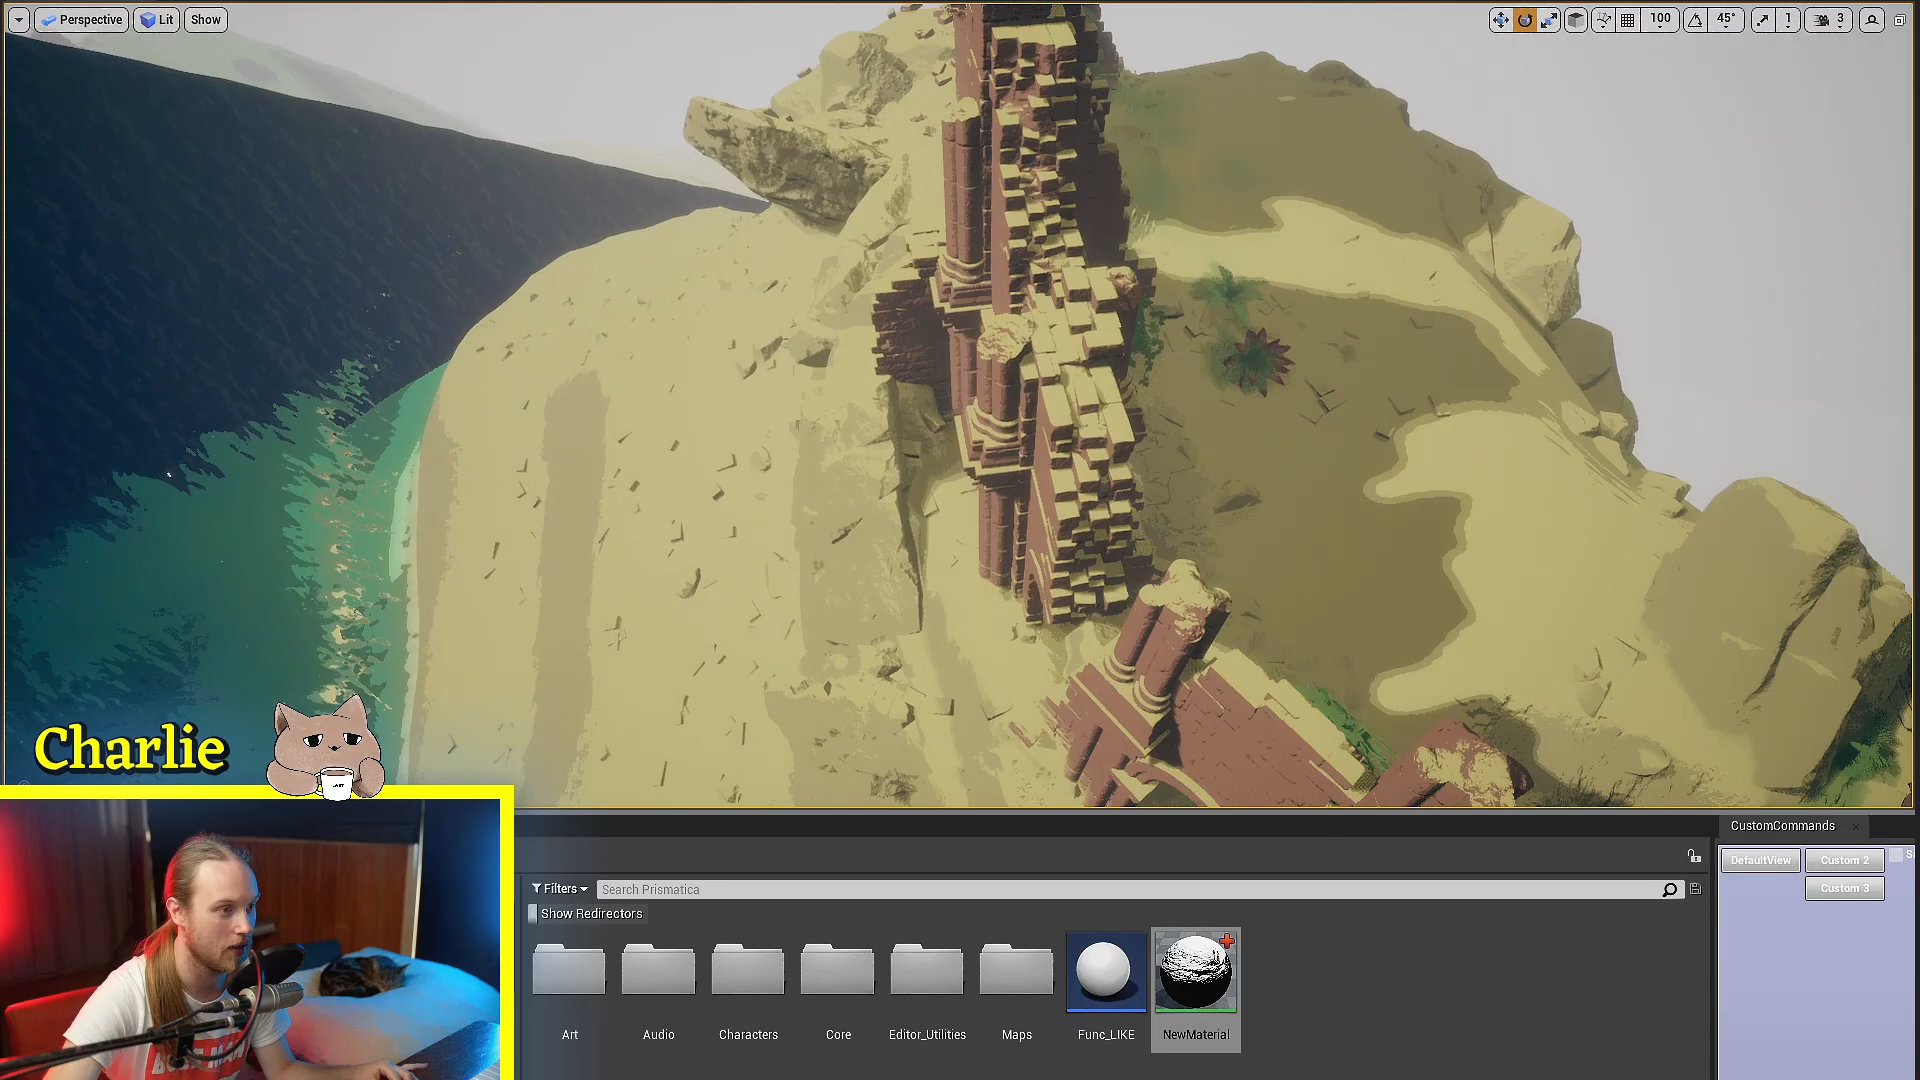 Perspective
Lit
Show
100
45°
1
3
Charlie
CustomCommands
DefaultView
Custom 2
Custom 3
Filters
Search Prismatica
Show Redirectors
Art
Audio
Characters
Core
Editor_Utilities
Maps
Func_LIKE
NewMaterial